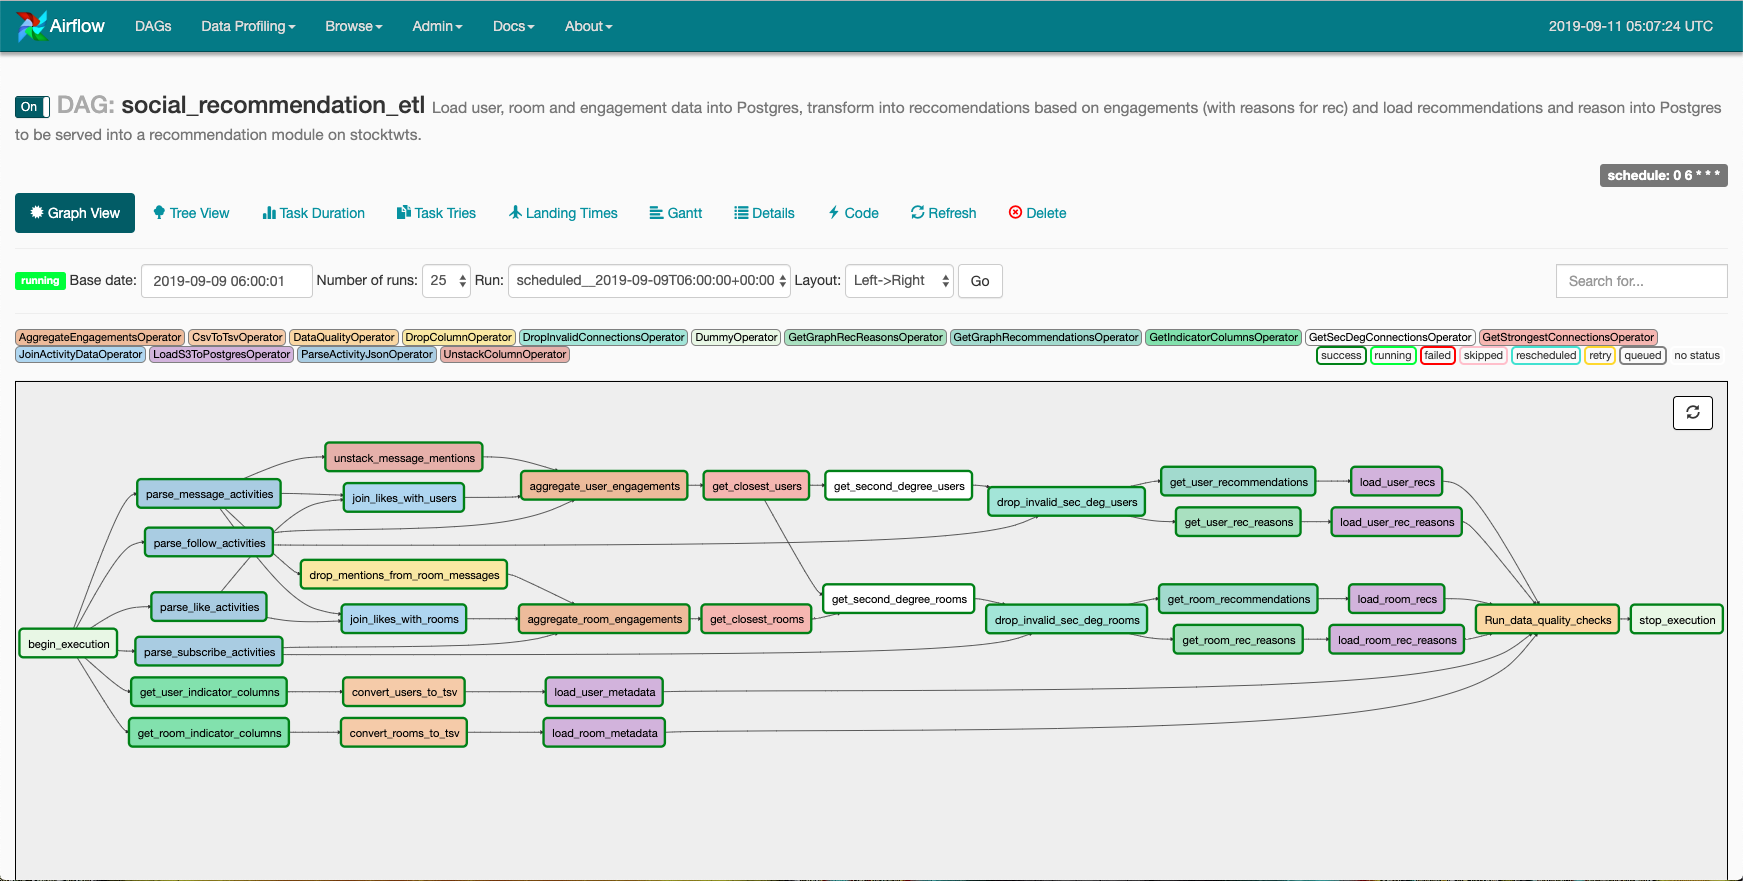 Airflow DAGs Data Profiling Browse Admin Docs About 2019-09-11 05:07:24 UTC
On DAG: social_recommendation_etl Load user, room and engagement data into Postgres, transform into reccomendations based on engagements (with reasons for rec) and load recommendations and reason into Postgres
to be served into a recommendation module on stocktwts.
schedule: 0 6 * * *
Graph View Tree View Task Duration Task Tries Landing Times Gantt Details Code Refresh Delete
running Base date: 2019-09-09 06:00:01 Number of runs: 25 Run: scheduled__2019-09-09T06:00:00+00:00 Layout: Left->Right Go Search for...
AggregateEngagementsOperator CsvToTsvOperator DataQualityOperator DropColumnOperator DropInvalidConnectionsOperator DummyOperator GetGraphRecReasonsOperator GetGraphRecommendationsOperator GetIndicatorColumnsOperator GetSecDegConnectionsOperator GetStrongestConnectionsOperator
JoinActivityDataOperator LoadS3ToPostgresOperator ParseActivityJsonOperator UnstackColumnOperator success running failed skipped rescheduled retry queued no status
unstack_message_mentions
parse_message_activities join_likes_with_users aggregate_user_engagements get_closest_users get_second_degree_users drop_invalid_sec_deg_users get_user_recommendations load_user_recs
get_user_rec_reasons load_user_rec_reasons
parse_follow_activities
drop_mentions_from_room_messages
parse_like_activities join_likes_with_rooms aggregate_room_engagements get_closest_rooms get_second_degree_rooms drop_invalid_sec_deg_rooms get_room_recommendations load_room_recs
Run_data_quality_checks stop_execution
get_room_rec_reasons load_room_rec_reasons
begin_execution
parse_subscribe_activities
get_user_indicator_columns convert_users_to_tsv load_user_metadata
get_room_indicator_columns convert_rooms_to_tsv load_room_metadata